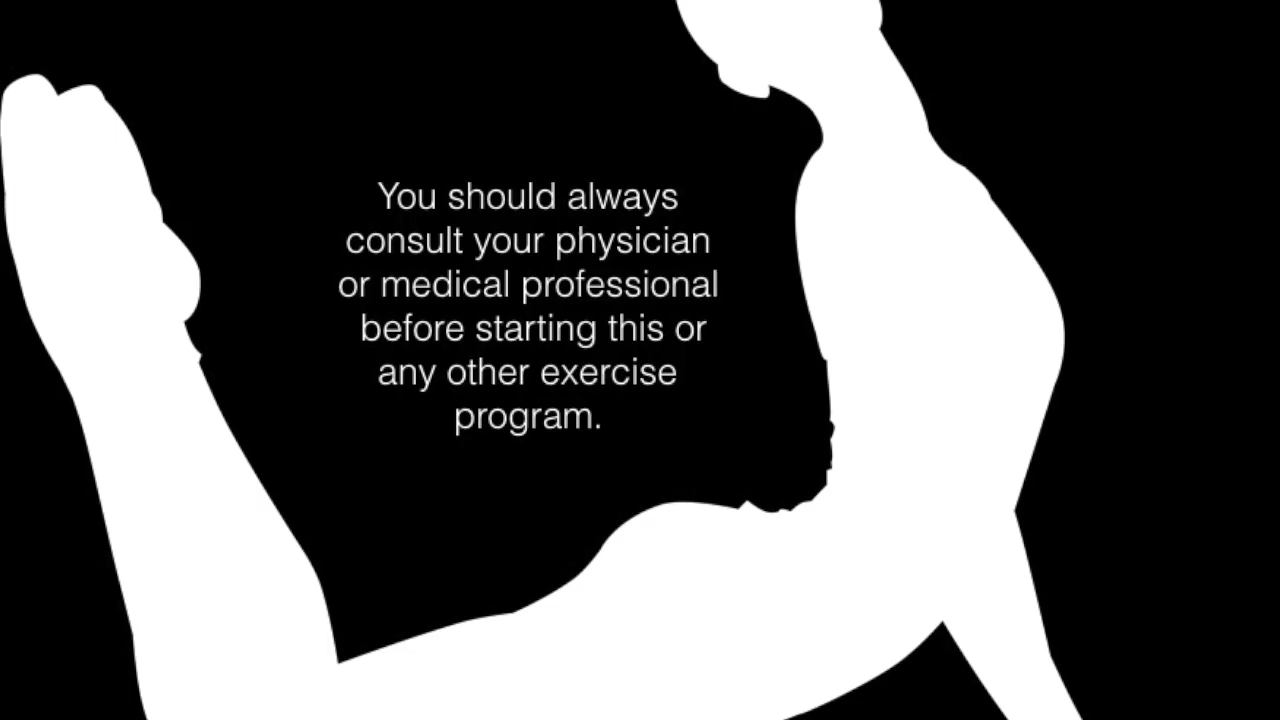 You should always
consult your physician
or medical professional
before starting this or
any other exercise
program.